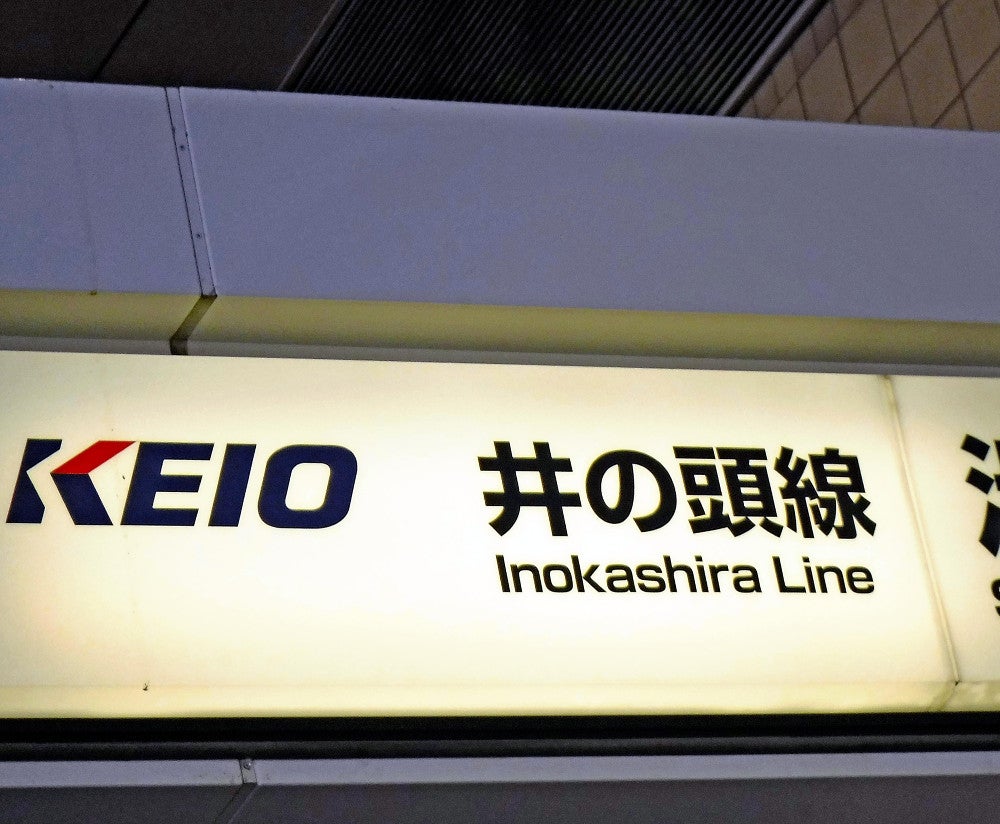 KEIO 井の頭線
Inokashira Line